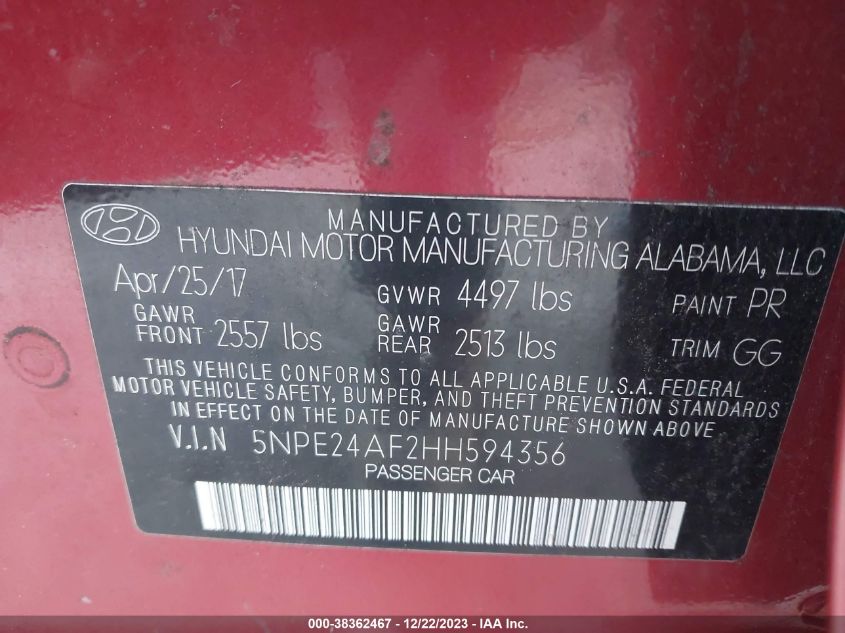 MANUFACTURED BY
HYUNDAI MOTOR MANUFACTURING ALABAMA, LLC
Apr/25/17 GVWR 4497 lbs PAINT PR
GAWR FRONT 2557 lbs GAWR REAR 2513 lbs TRIM GG
THIS VEHICLE CONFORMS TO ALL APPLICABLE U.S.A. FEDERAL
MOTOR VEHICLE SAFETY, BUMPER, AND THEFT PREVENTION STANDARDS
IN EFFECT ON THE DATE OF MANUFACTURE SHOWN ABOVE
V.I.N 5NPE24AF2HH594356
PASSENGER CAR
000-38362467 - 12/22/2023 - IAA Inc.